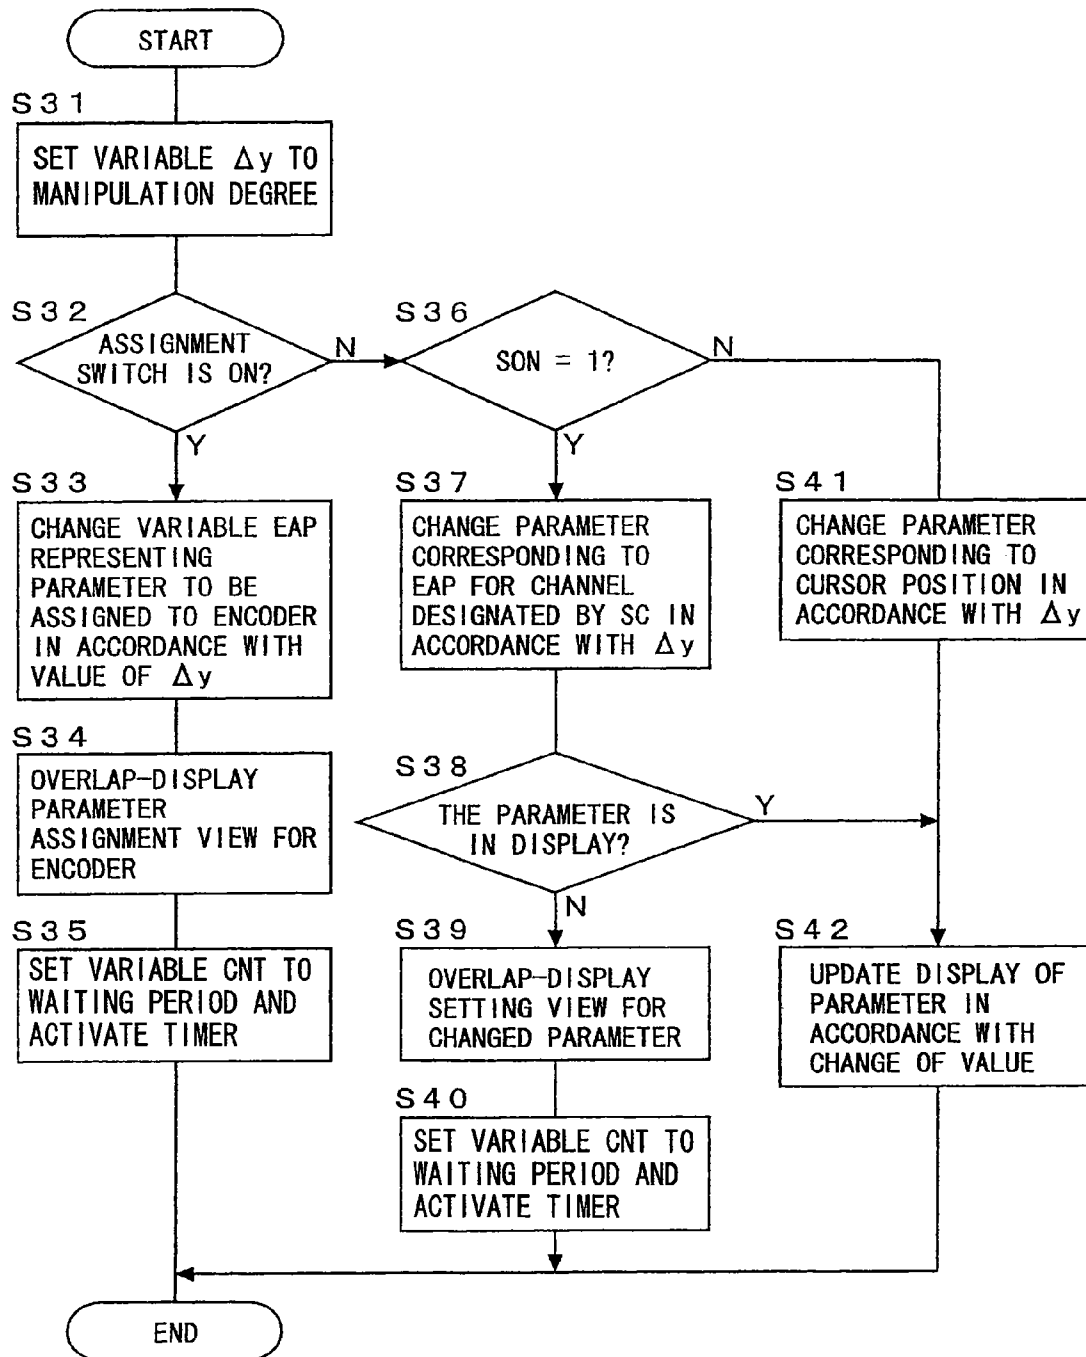 START
S31
SET VARIABLE Δy TO
MANIPULATION DEGREE
S32
ASSIGNMENT
SWITCH IS ON?
N
Y
S33
CHANGE VARIABLE EAP
REPRESENTING
PARAMETER TO BE
ASSIGNED TO ENCODER
IN ACCORDANCE WITH
VALUE OF Δy
S34
OVERLAP-DISPLAY
PARAMETER
ASSIGNMENT VIEW FOR
ENCODER
S35
SET VARIABLE CNT TO
WAITING PERIOD AND
ACTIVATE TIMER
S36
SON = 1?
N
Y
S37
CHANGE PARAMETER
CORRESPONDING TO
EAP FOR CHANNEL
DESIGNATED BY SC IN
ACCORDANCE WITH Δy
S38
THE PARAMETER IS
IN DISPLAY?
Y
N
S39
OVERLAP-DISPLAY
SETTING VIEW FOR
CHANGED PARAMETER
S40
SET VARIABLE CNT TO
WAITING PERIOD AND
ACTIVATE TIMER
S41
CHANGE PARAMETER
CORRESPONDING TO
CURSOR POSITION IN
ACCORDANCE WITH Δy
S42
UPDATE DISPLAY OF
PARAMETER IN
ACCORDANCE WITH
CHANGE OF VALUE
END